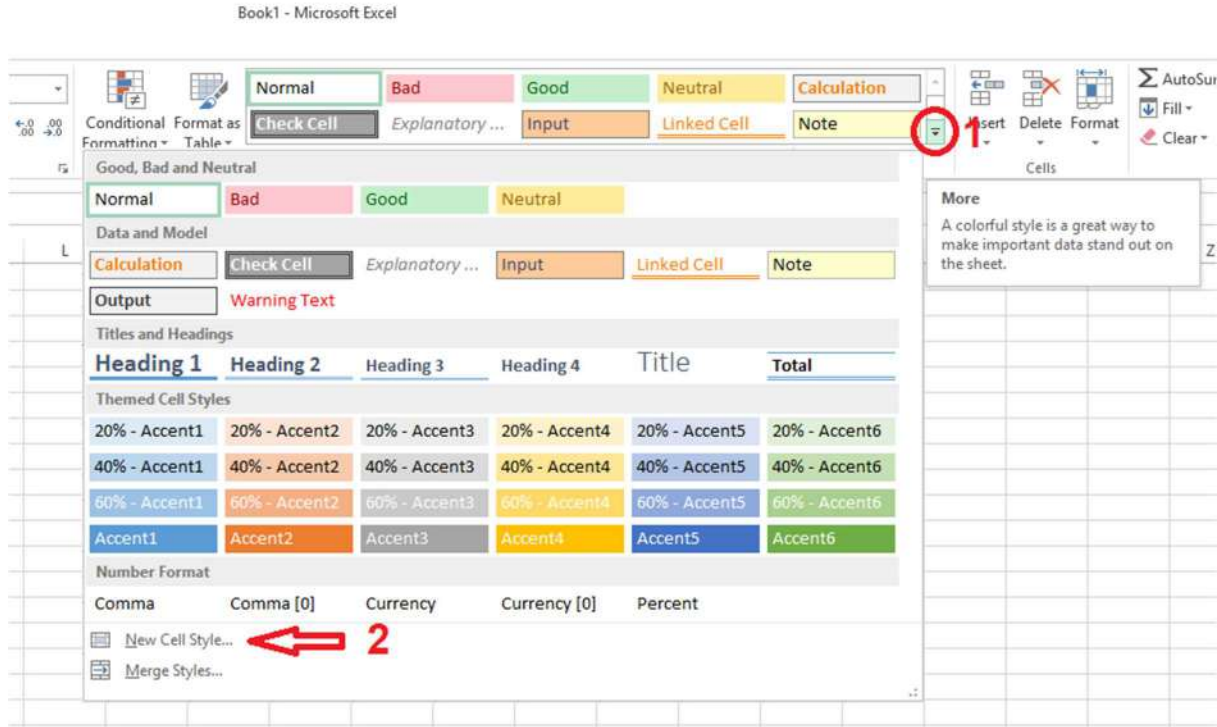 Book1 - Microsoft Excel
Normal Bad Good Neutral Calculation
Check Cell Explanatory ... Input Linked Cell Note
Conditional Formatting
Format as Table
Insert Delete Format
Cells
AutoSum
Fill
Clear
1
←.0 .00
.00 →.0
Good, Bad and Neutral
Normal Bad Good Neutral
Data and Model
Calculation Check Cell Explanatory ... Input Linked Cell Note
Output Warning Text
Titles and Headings
Heading 1 Heading 2 Heading 3 Heading 4 Title Total
Themed Cell Styles
20% - Accent1 20% - Accent2 20% - Accent3 20% - Accent4 20% - Accent5 20% - Accent6
40% - Accent1 40% - Accent2 40% - Accent3 40% - Accent4 40% - Accent5 40% - Accent6
60% - Accent1 60% - Accent2 60% - Accent3 60% - Accent4 60% - Accent5 60% - Accent6
Accent1 Accent2 Accent3 Accent4 Accent5 Accent6
Number Format
Comma Comma [0] Currency Currency [0] Percent
New Cell Style... 2
Merge Styles...
More
A colorful style is a great way to
make important data stand out on
the sheet.
L
Z